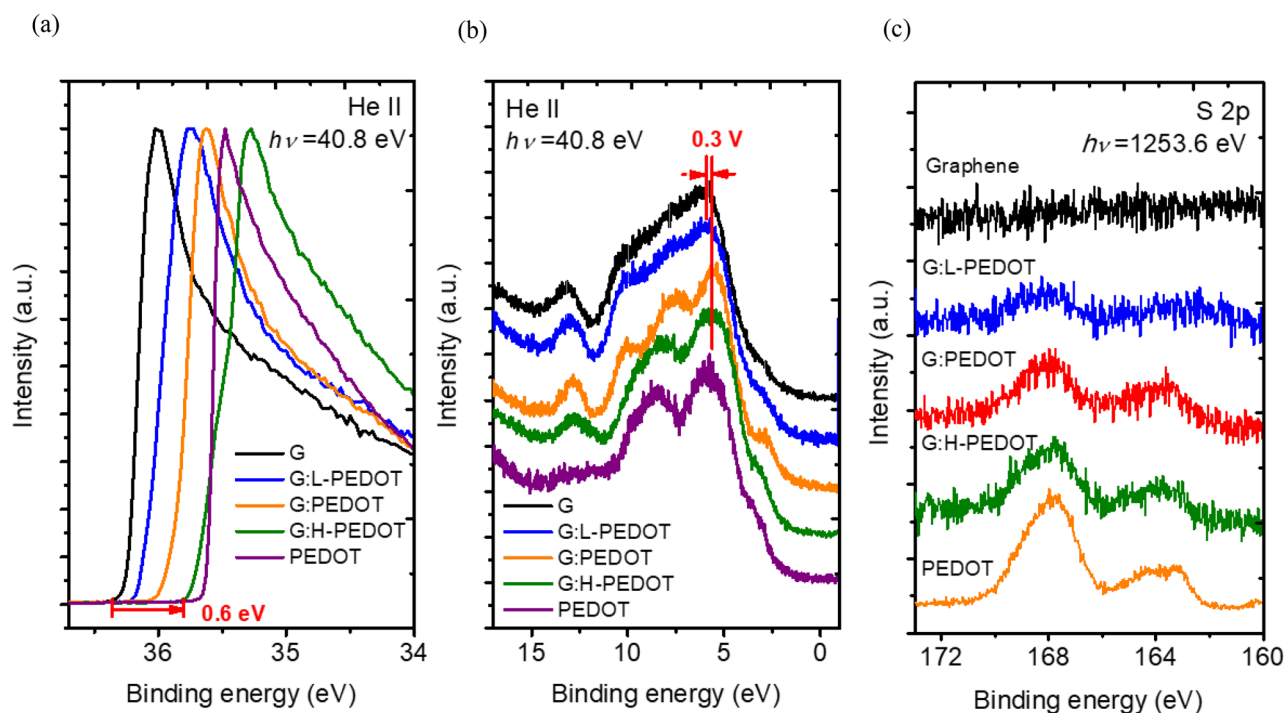 (a)
He II
hν =40.8 eV
Intensity (a.u.)
G
G:L-PEDOT
G:PEDOT
G:H-PEDOT
PEDOT
0.6 eV
36
35
34
Binding energy (eV)
(b)
He II
hν =40.8 eV
0.3 V
Intensity (a.u.)
G
G:L-PEDOT
G:PEDOT
G:H-PEDOT
PEDOT
15
10
5
0
Binding energy (eV)
(c)
S 2p
hν =1253.6 eV
Graphene
G:L-PEDOT
G:PEDOT
G:H-PEDOT
PEDOT
Intensity (a.u.)
172
168
164
160
Binding energy (eV)